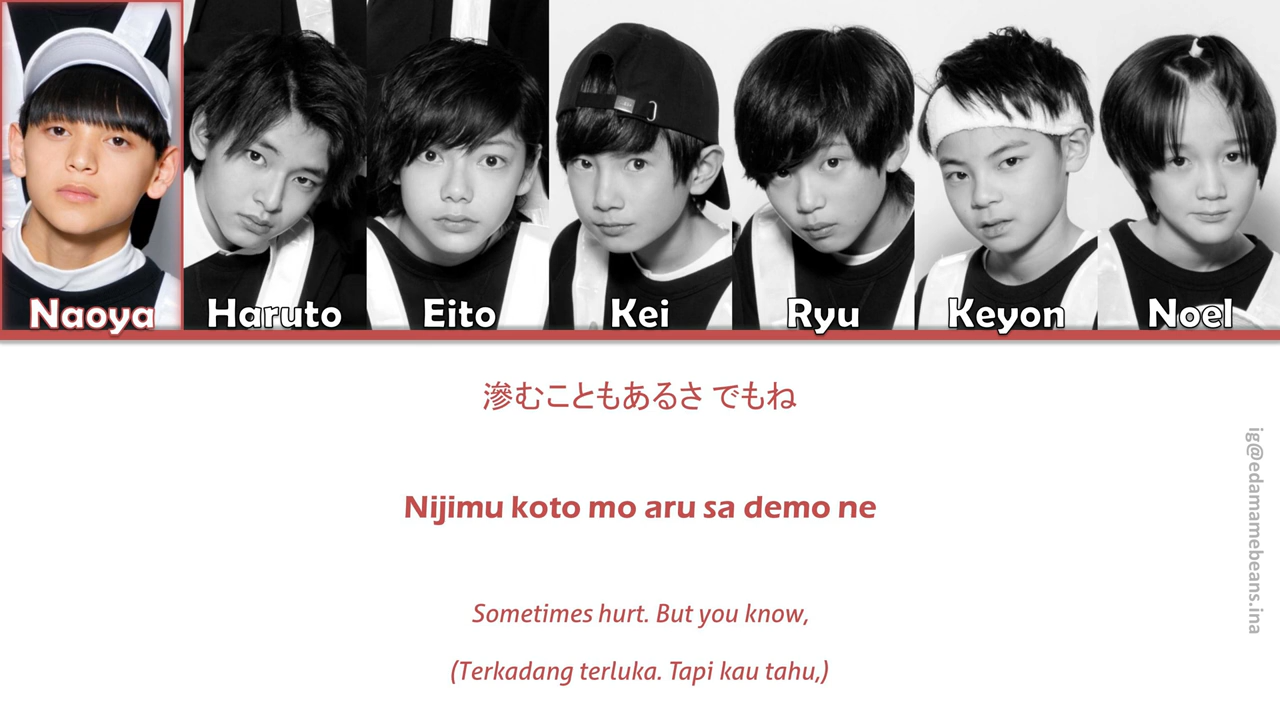 Naoya Haruto Eito Kei Ryu Keyon Noel
滲むこともあるさ でもね
Nijimu koto mo aru sa demo ne
Sometimes hurt. But you know,
(Terkadang terluka. Tapi kau tahu,)
ig@edamamebeans.ina